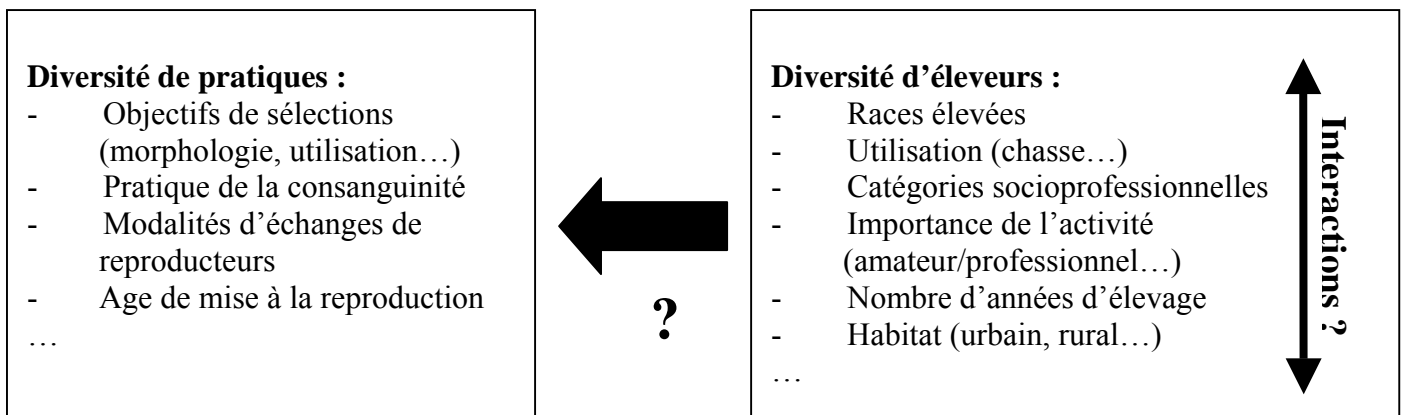 Diversité de pratiques :
- Objectifs de sélections
(morphologie, utilisation…)
- Pratique de la consanguinité
- Modalités d’échanges de
reproducteurs
- Age de mise à la reproduction
…
?
Diversité d’éleveurs :
- Races élevées
- Utilisation (chasse…)
- Catégories socioprofessionnelles
- Importance de l’activité
(amateur/professionnel…)
- Nombre d’années d’élevage
- Habitat (urbain, rural…)
…
Interactions ?